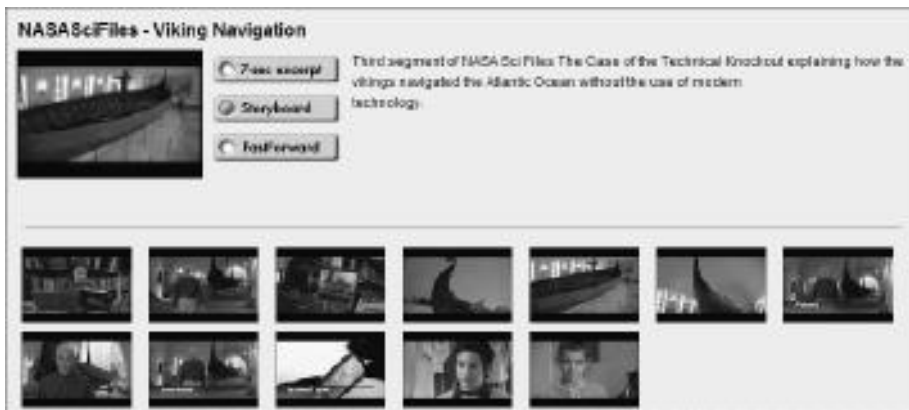 NASASciFiles - Viking Navigation
7-sec excerpt
Storyboard
FastForward
Third segment of NASA Sci Files The Case of the Technical Knockout explaining how the
vikings navigated the Atlantic Ocean without the use of modern
technology.